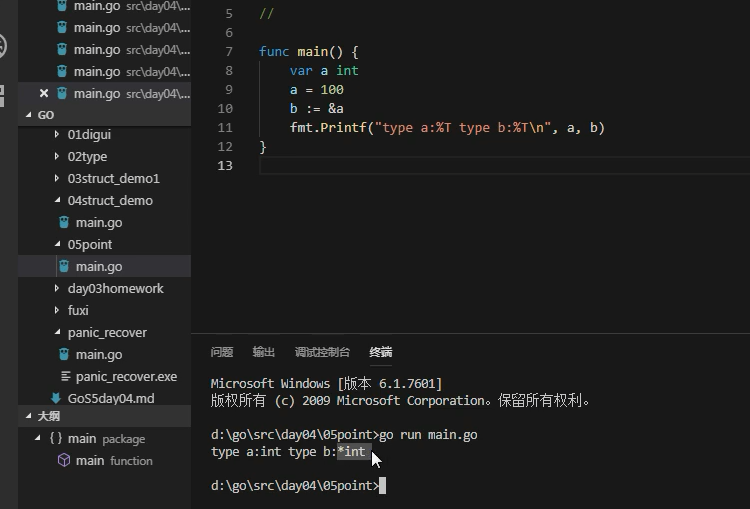 main.go src\day04\...
main.go src\day04\...
main.go src\day04\...
main.go src\day04\...
main.go src\day04\...
GO
01digui
02type
03struct_demo1
04struct_demo
main.go
05point
main.go
day03homework
fuxi
panic_recover
main.go
panic_recover.exe
GoS5day04.md
大纲
main package
main function
5 //
6
7 func main() {
8 var a int
9 a = 100
10 b := &a
11 fmt.Printf("type a:%T type b:%T\n", a, b)
12 }
13
问题 输出 调试控制台 终端
Microsoft Windows [版本 6.1.7601]
版权所有 (c) 2009 Microsoft Corporation。保留所有权利。
d:\go\src\day04\05point>go run main.go
type a:int type b:*int
d:\go\src\day04\05point>